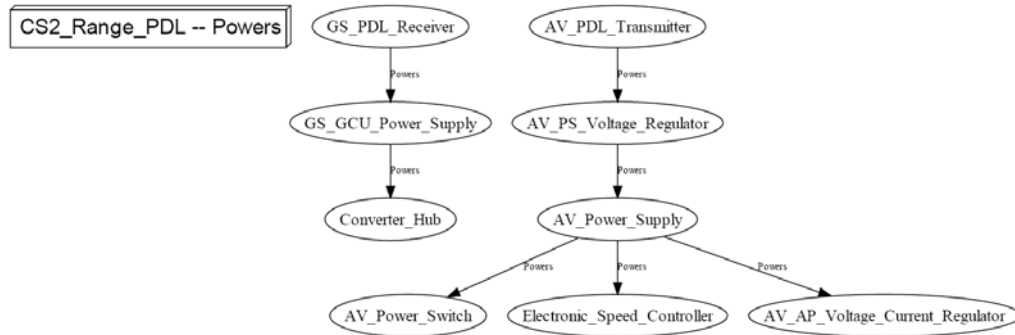 CS2_Range_PDL -- Powers
GS_PDL_Receiver
AV_PDL_Transmitter
Powers
Powers
GS_GCU_Power_Supply
AV_PS_Voltage_Regulator
Powers
Powers
Converter_Hub
AV_Power_Supply
Powers
Powers
Powers
AV_Power_Switch
Electronic_Speed_Controller
AV_AP_Voltage_Current_Regulator